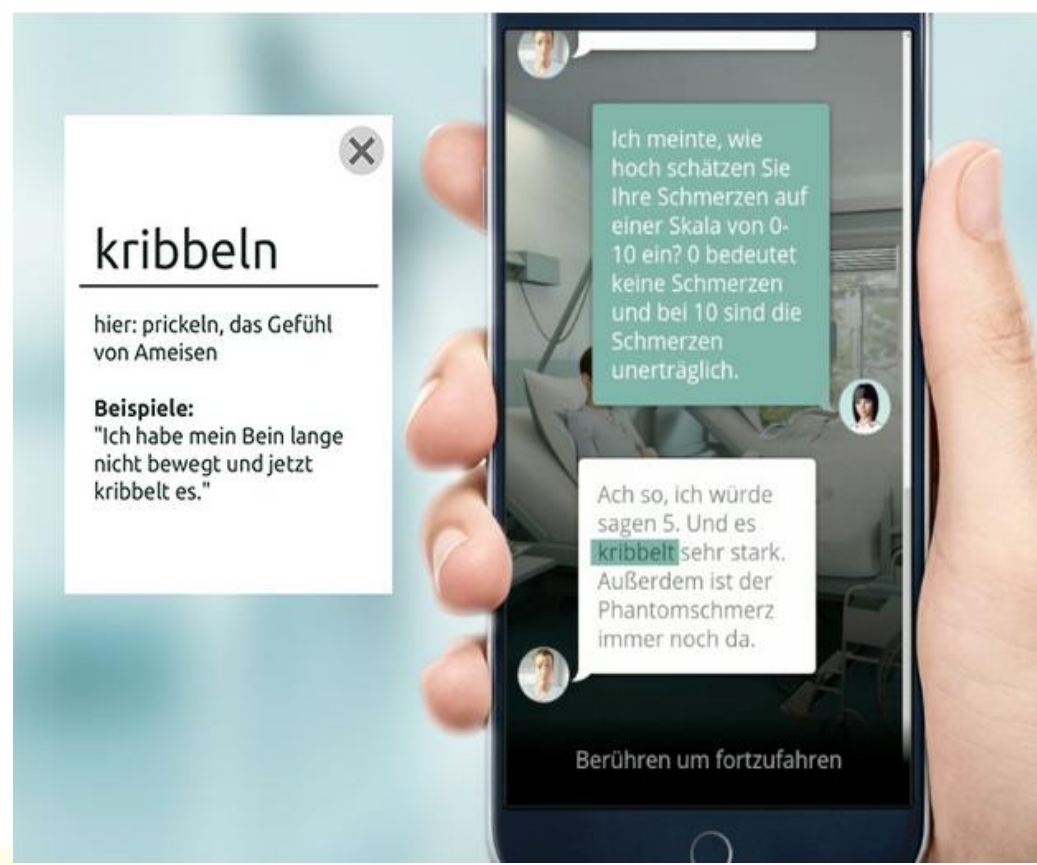 kribbeln
hier: prickeln, das Gefühl
von Ameisen
Beispiele:
"Ich habe mein Bein lange
nicht bewegt und jetzt
kribbelt es."
Ich meinte, wie
hoch schätzen Sie
Ihre Schmerzen auf
einer Skala von 0-
10 ein? 0 bedeutet
keine Schmerzen
und bei 10 sind die
Schmerzen
unerträglich.
Ach so, ich würde
sagen 5. Und es
kribbelt sehr stark.
Außerdem ist der
Phantomschmerz
immer noch da.
Berühren um fortzufahren